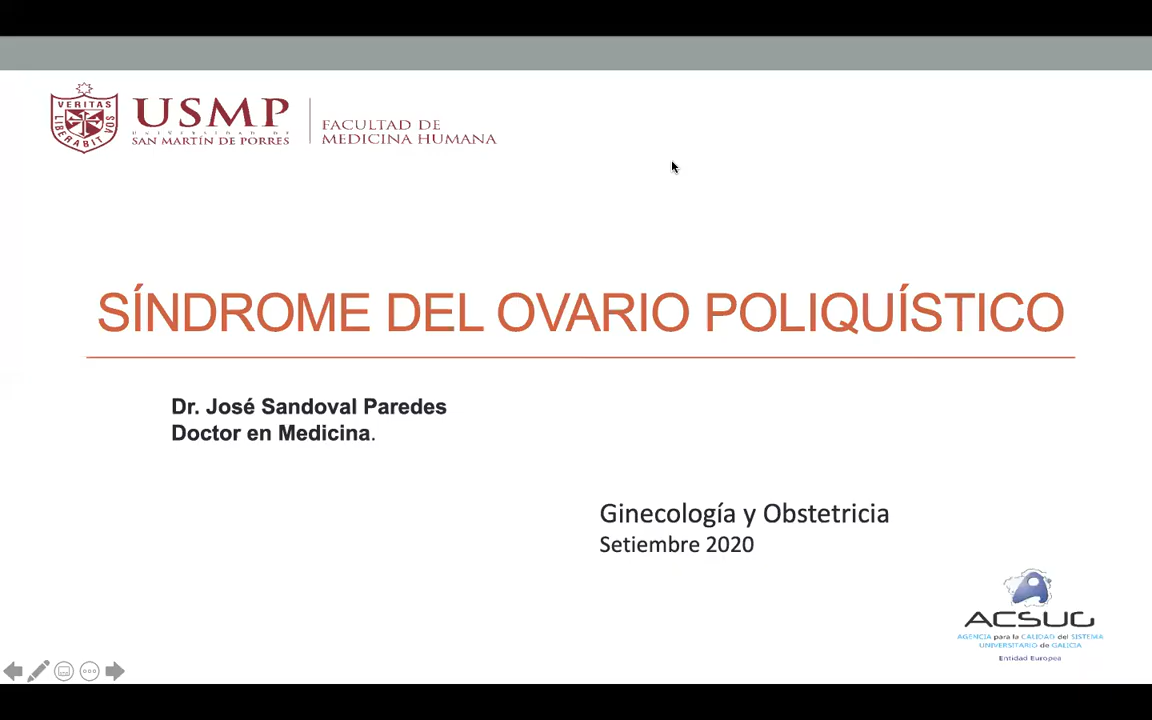 VERITAS
LIBERABIT VOS
USMP
UNIVERSIDAD DE
SAN MARTÍN DE PORRES
FACULTAD DE
MEDICINA HUMANA
SÍNDROME DEL OVARIO POLIQUÍSTICO
Dr. José Sandoval Paredes
Doctor en Medicina.
Ginecología y Obstetricia
Setiembre 2020
ACSUG
AGENCIA para la CALIDAD del SISTEMA
UNIVERSITARIO de GALICIA
Entidad Europea